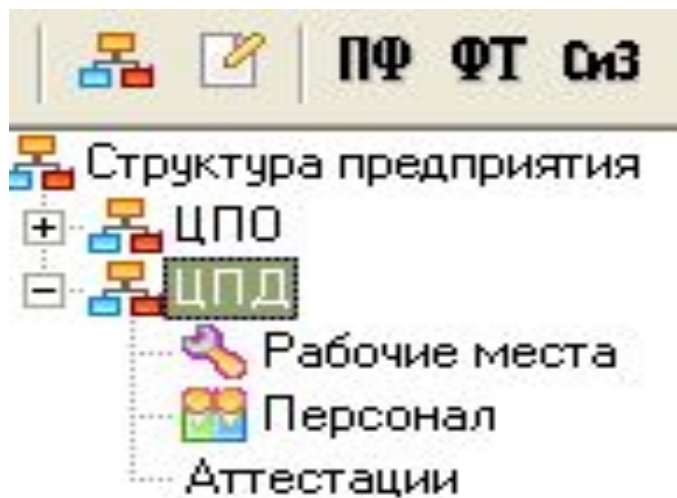 ПФ ФТ СиЗ
Структура предприятия
ЦПО
ЦПД
Рабочие места
Персонал
Аттестации